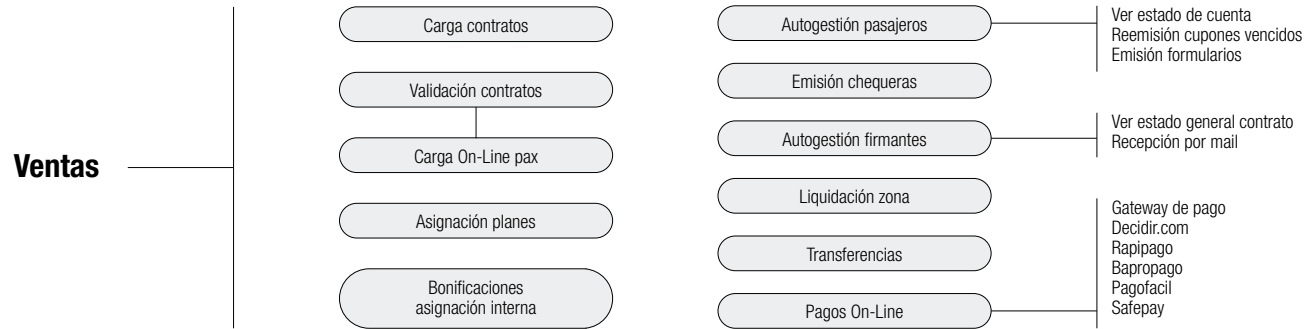 Ventas
Carga contratos
Validación contratos
Carga On-Line pax
Asignación planes
Bonificaciones
asignación interna
Autogestión pasajeros
Emisión chequeras
Autogestión firmantes
Liquidación zona
Transferencias
Pagos On-Line
Ver estado de cuenta
Reemisión cupones vencidos
Emisión formularios
Ver estado general contrato
Recepción por mail
Gateway de pago
Decidir.com
Rapipago
Bapropago
Pagofacil
Safepay